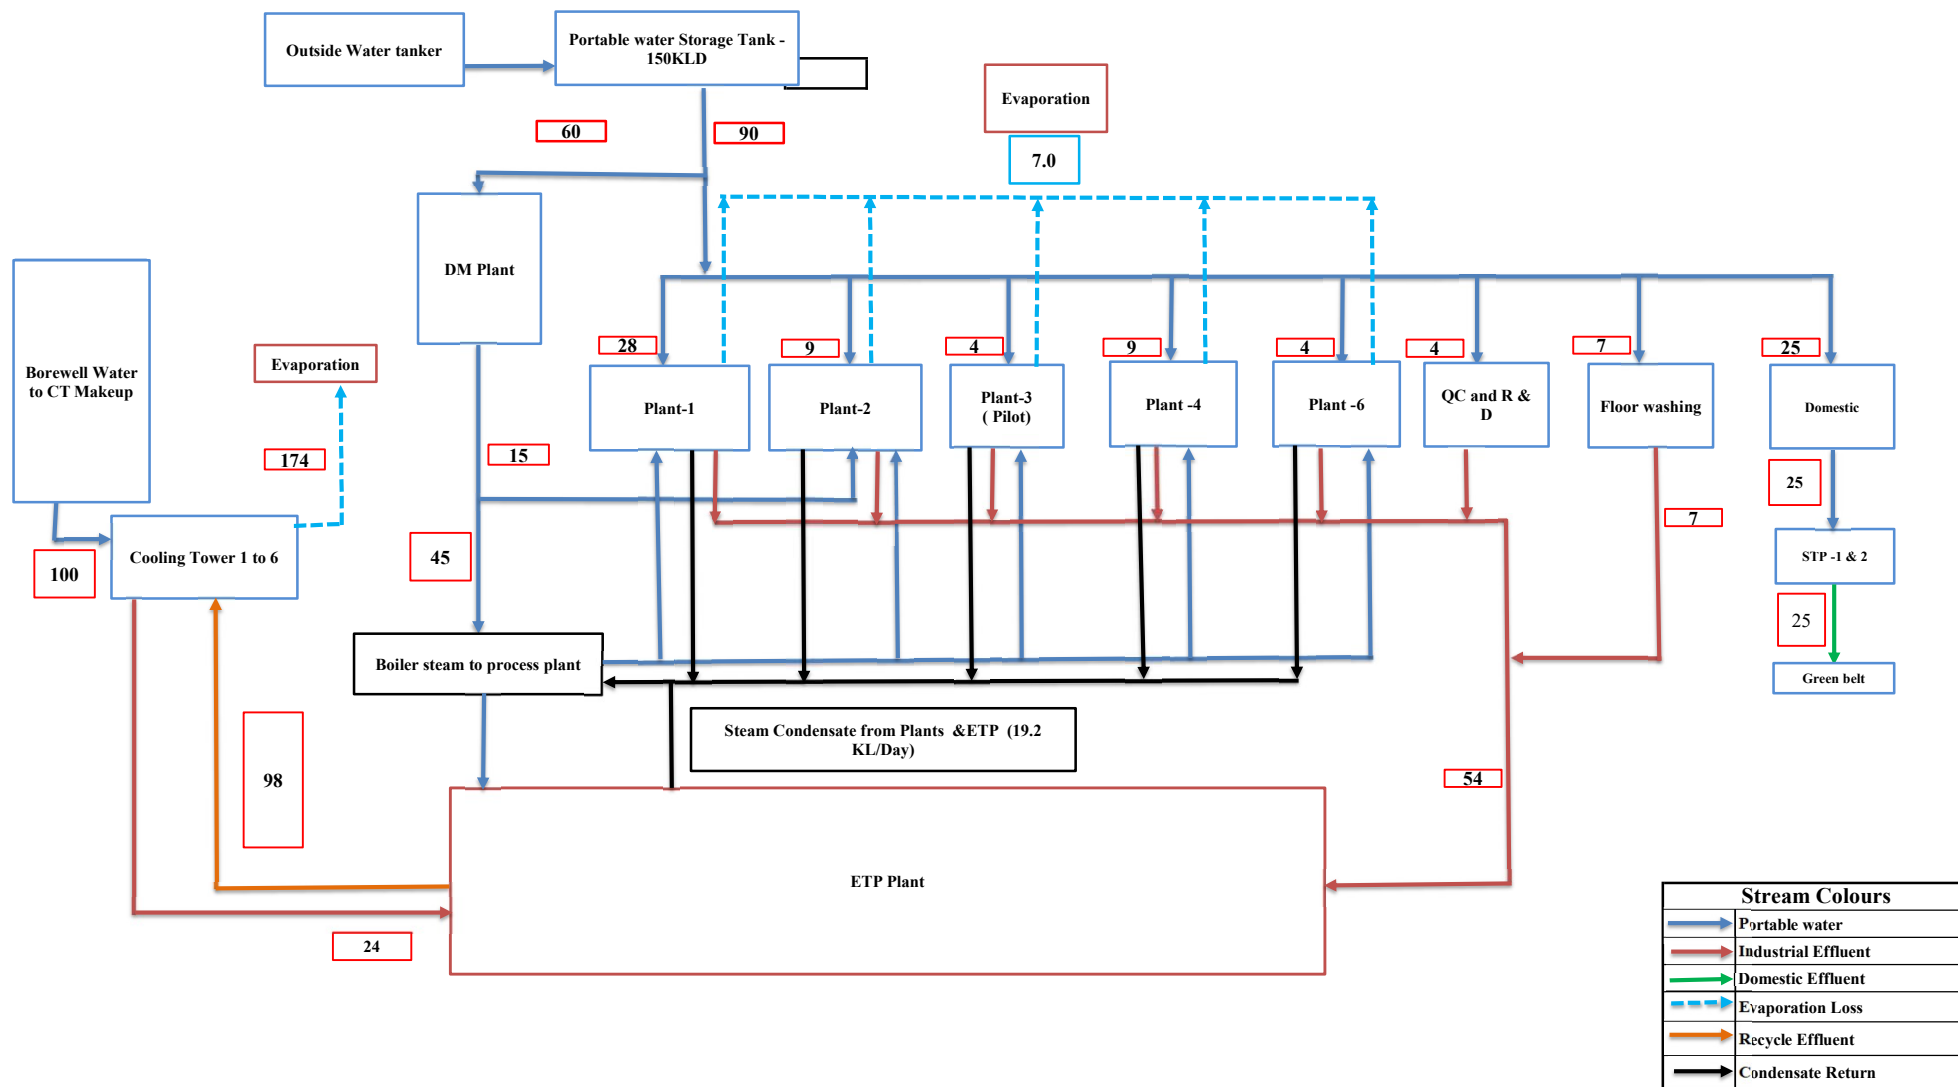 Outside Water tanker
Portable water Storage Tank -
150KLD
Evaporation
60
90
7.0
DM Plant
Borewell Water
to CT Makeup
Evaporation
174
28
9
4
9
4
4
7
25
Plant-1
Plant-2
Plant-3
( Pilot)
Plant -4
Plant -6
QC and R &
D
Floor washing
Domestic
15
25
7
Cooling Tower 1 to 6
100
45
STP -1 & 2
25
Boiler steam to process plant
Green belt
Steam Condensate from Plants &ETP (19.2
KL/Day)
98
54
ETP Plant
24
Stream Colours
Portable water
Industrial Effluent
Domestic Effluent
Evaporation Loss
Recycle Effluent
Condensate Return